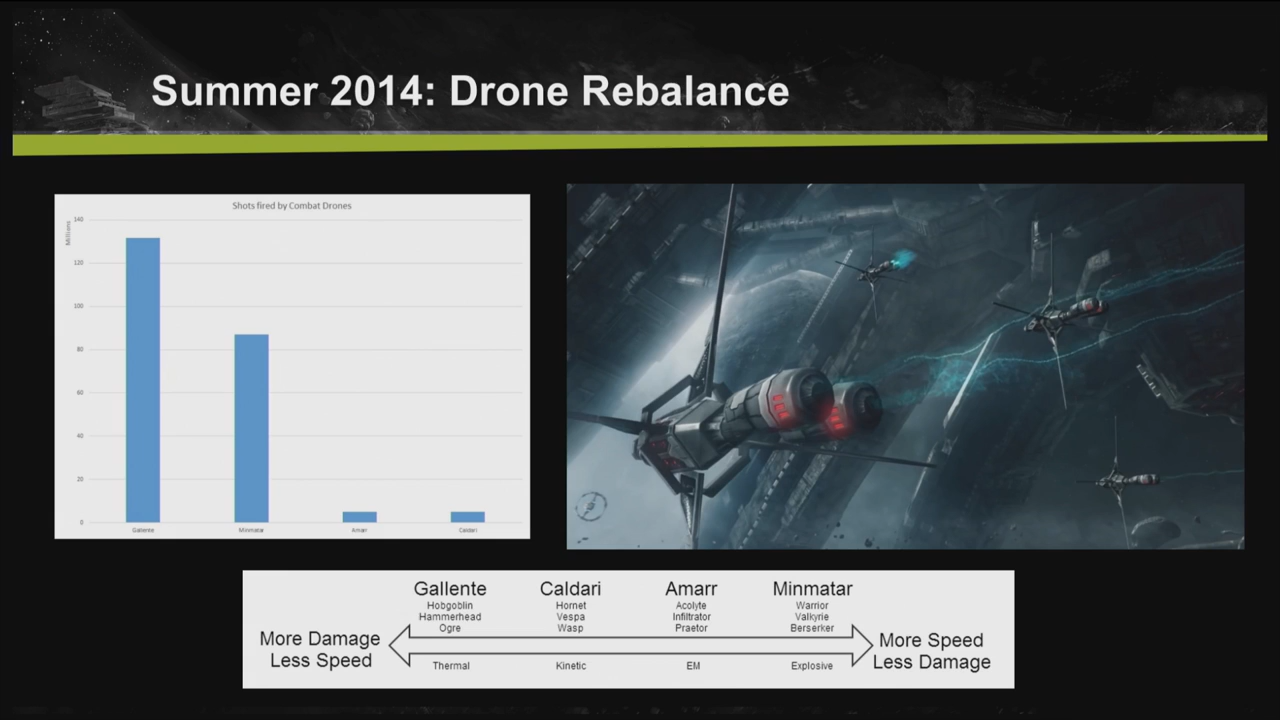 Summer 2014: Drone Rebalance
Shots fired by Combat Drones
Millions
140
120
100
80
60
40
20
0
Gallente Minmatar Amarr Caldari
Gallente Caldari Amarr Minmatar
Hobgoblin Hornet Acolyte Warrior
Hammerhead Vespa Infiltrator Valkyrie
Ogre Wasp Praetor Berserker
More Damage More Speed
Less Speed Less Damage
Thermal Kinetic EM Explosive